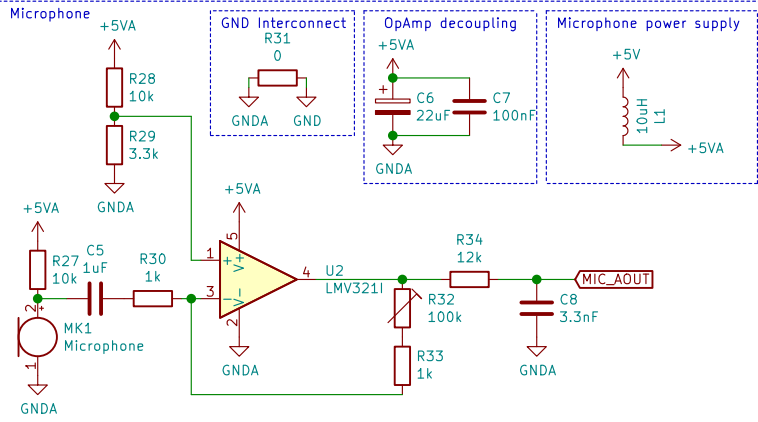 Microphone
+5VA
R28
10k
R29
3.3k
GNDA
GND Interconnect
R31
0
GNDA
GND
OpAmp decoupling
+5VA
+
C6
22uF
C7
100nF
GNDA
Microphone power supply
+5V
10uH
L1
+5VA
+5VA
R27
10k
C5
1uF
R30
1k
2
+
MK1
Microphone
1
GNDA
+5VA
5
1
+
V+
3
−
V−
2
4
U2
LMV321I
GNDA
R32
100k
R33
1k
R34
12k
MIC_AOUT
C8
3.3nF
GNDA